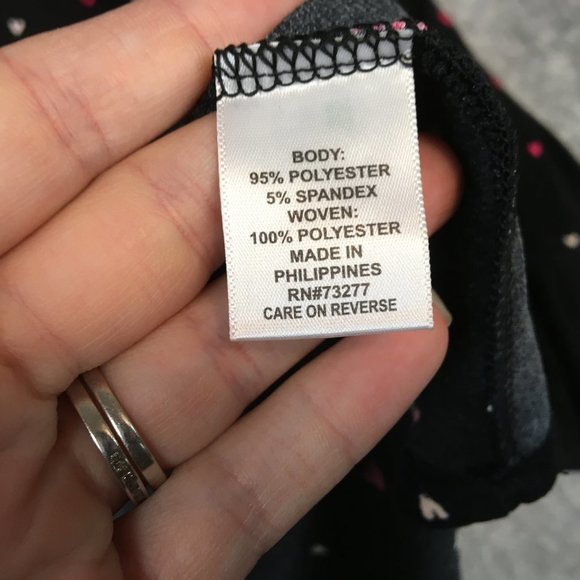 BODY:
95% POLYESTER
5% SPANDEX
WOVEN:
100% POLYESTER
MADE IN
PHILIPPINES
RN#73277
CARE ON REVERSE